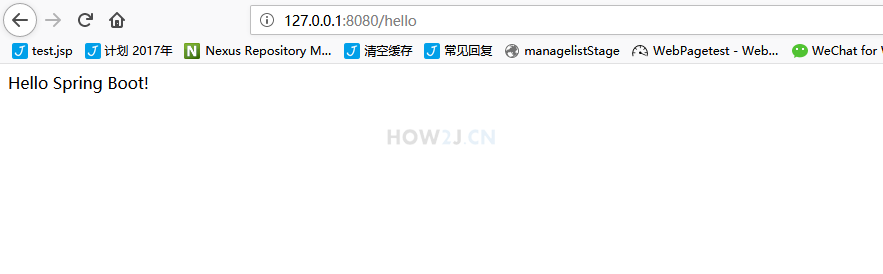 127.0.0.1:8080/hello
test.jsp 计划 2017年 Nexus Repository M... 清空缓存 常见回复 managelistStage WebPagetest - Web... WeChat for
Hello Spring Boot!
HOW2J.CN